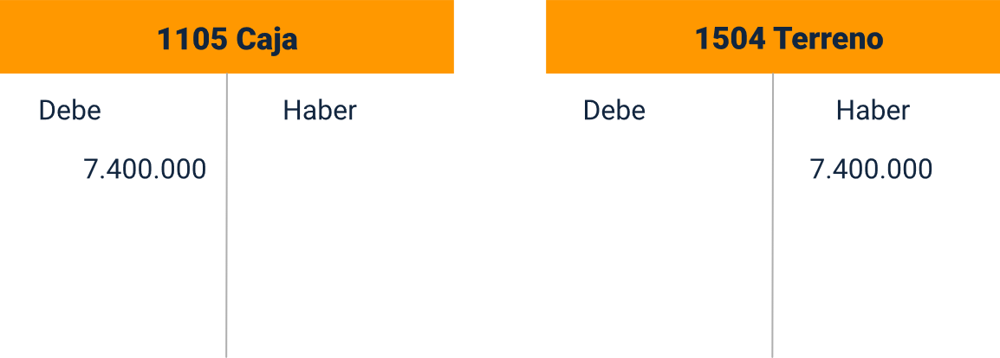 1105 Caja
Debe Haber
7.400.000
1504 Terreno
Debe Haber
7.400.000